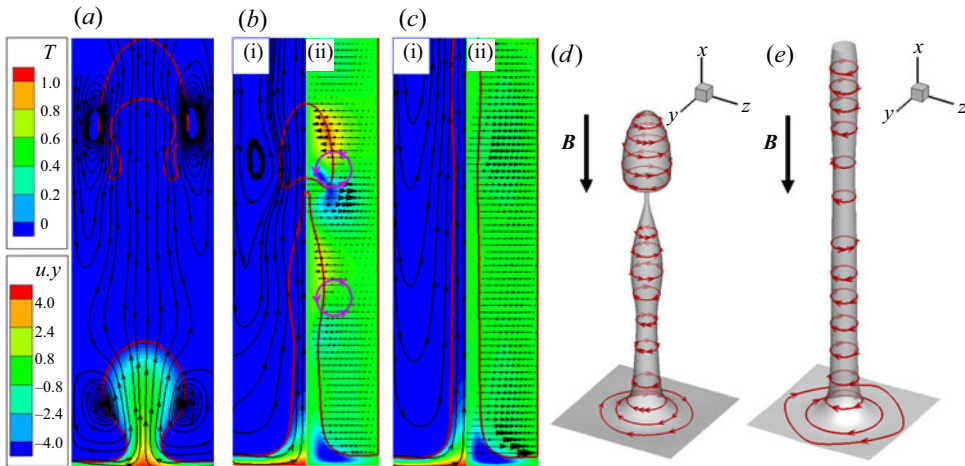 (a)
(b)
(c)
(d)
(e)
T
1.0
0.8
0.6
0.4
0.2
0
u.y
4.0
2.4
0.8
–0.8
–2.4
–4.0
(i)
(ii)
(i)
(ii)
B
x
y
z
B
x
y
z